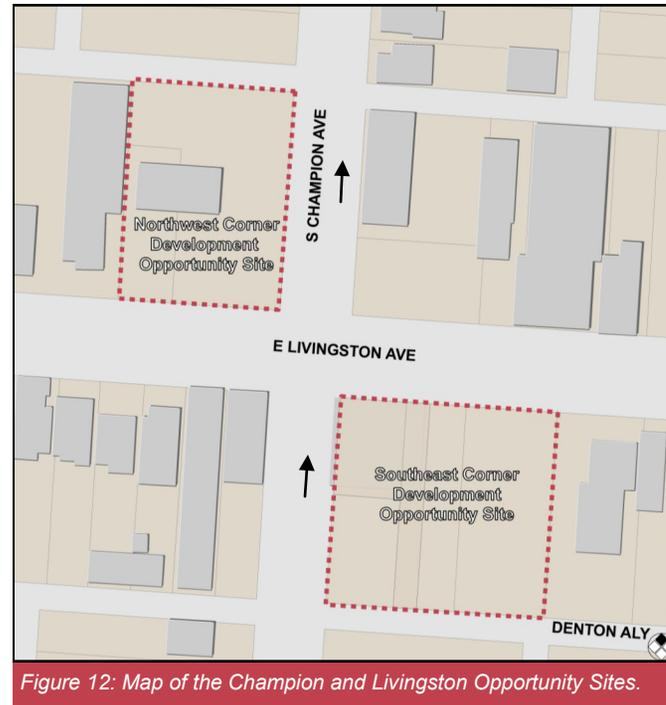 S CHAMPION AVE
Northwest Corner
Development
Opportunity Site
E LIVINGSTON AVE
Southeast Corner
Development
Opportunity Site
DENTON ALY
Figure 12: Map of the Champion and Livingston Opportunity Sites.